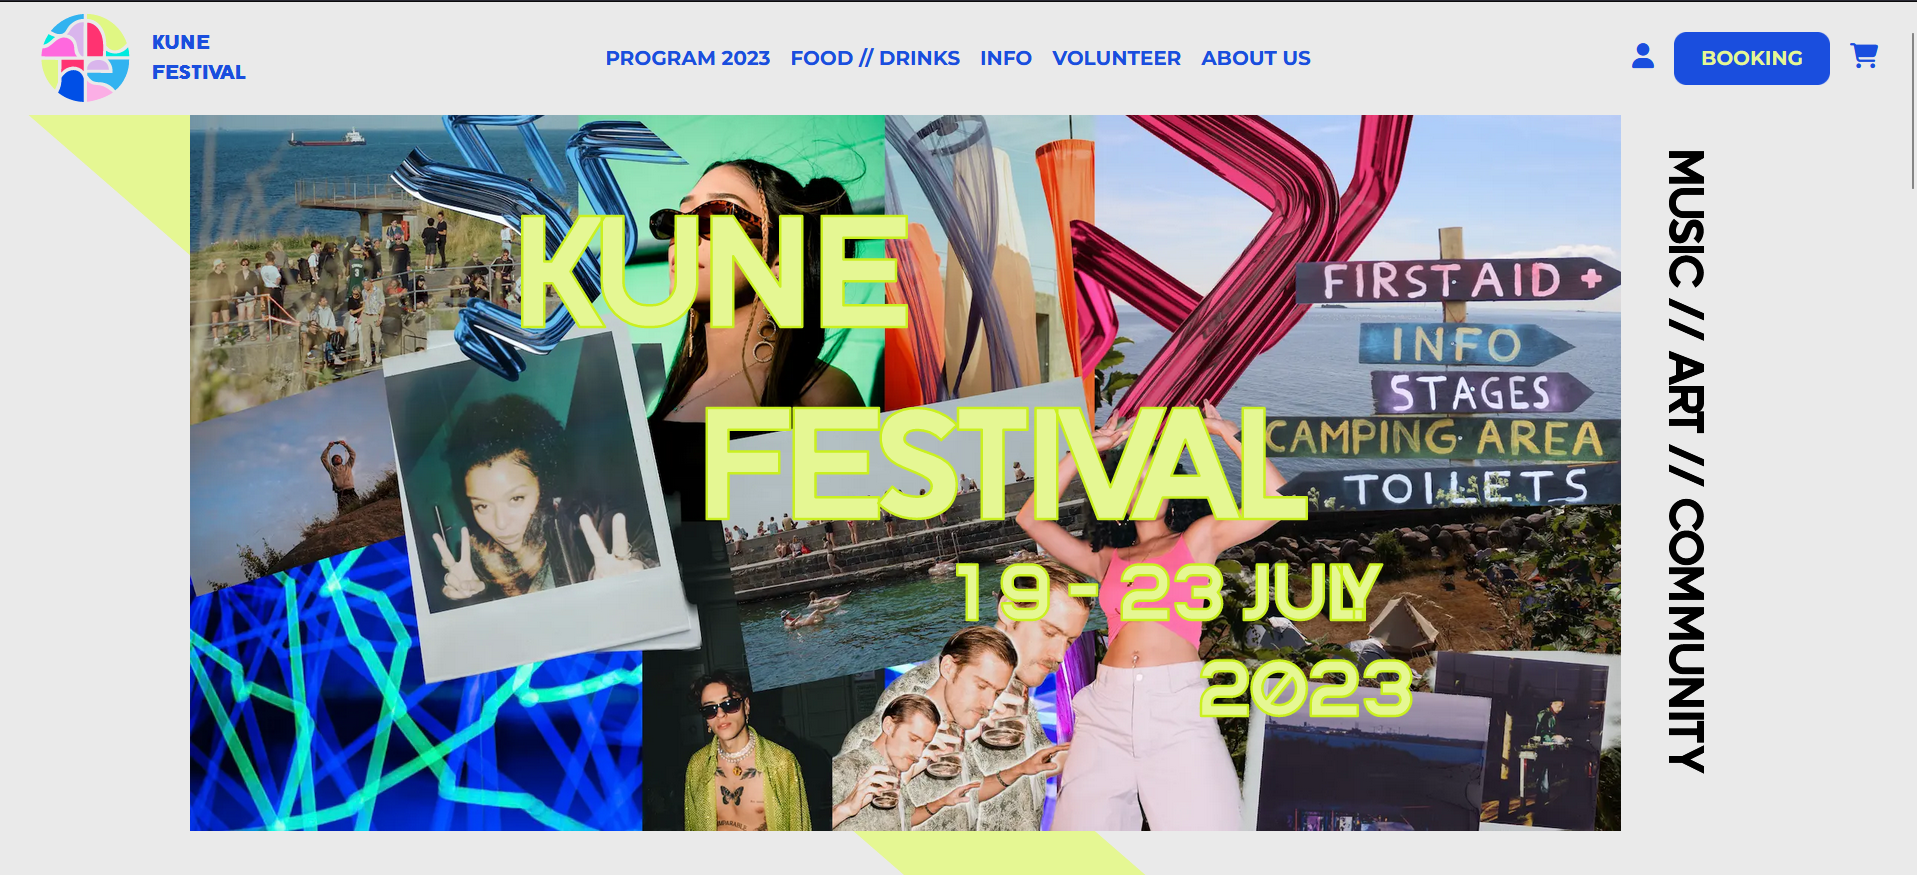 KUNE
FESTIVAL
PROGRAM 2023
FOOD // DRINKS
INFO
VOLUNTEER
ABOUT US
BOOKING
KUNE
FESTIVAL
19 - 23 JULY
2023
FIRST AID +
INFO
STAGES
CAMPING AREA
TOILETS
MUSIC // ART // COMMUNITY